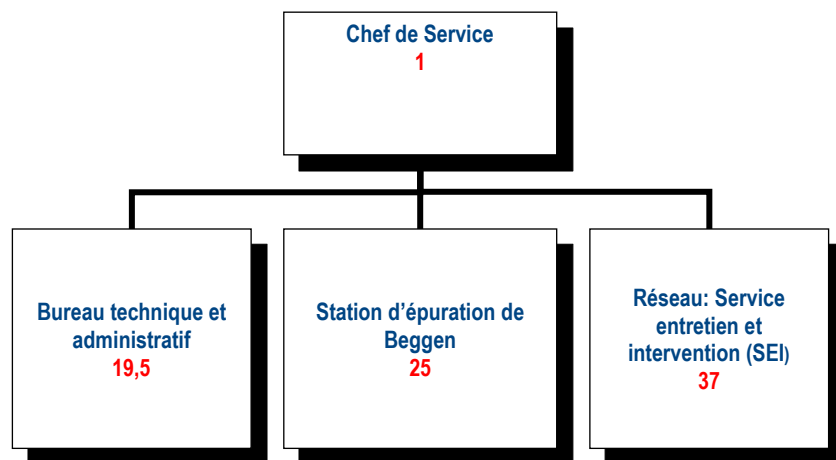 Chef de Service
1
Bureau technique et
administratif
19,5
Station d’épuration de
Beggen
25
Réseau: Service
entretien et
intervention (SEI)
37